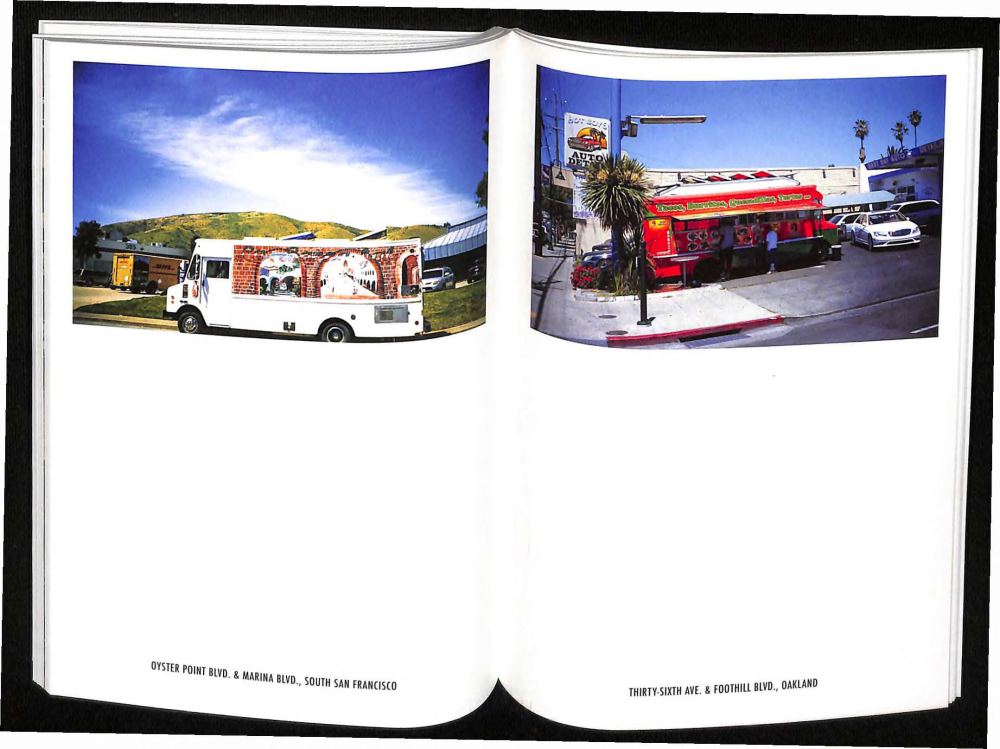 DHL
OYSTER POINT BLVD. & MARINA BLVD., SOUTH SAN FRANCISCO
HOT BOYS
AUTO
Tacos, Burritos, Quesadillas, Tortas
THIRTY-SIXTH AVE. & FOOTHILL BLVD., OAKLAND